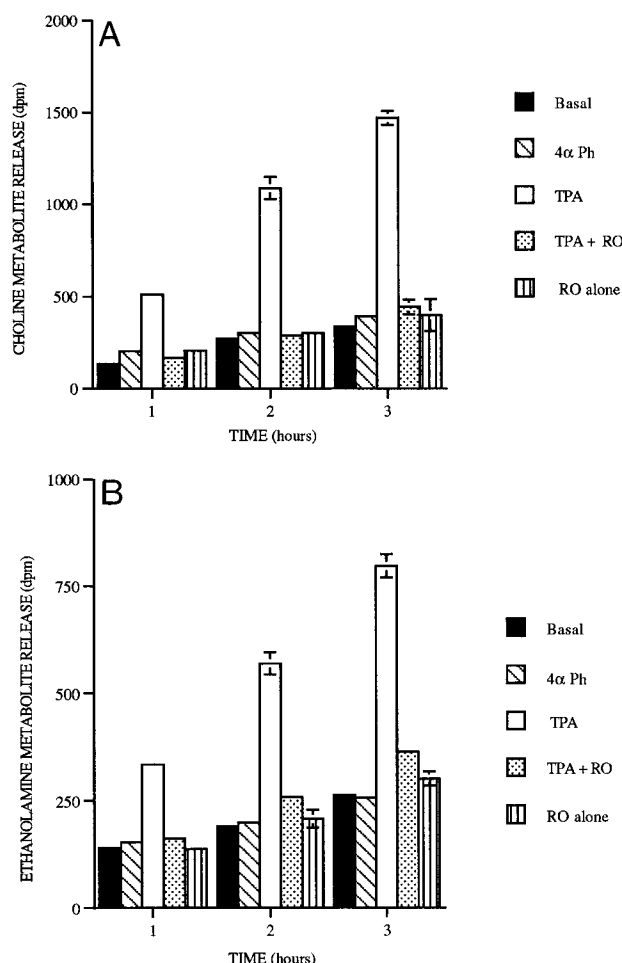 A
CHOLINE METABOLITE RELEASE (dpm)
2000
1500
1000
500
0
1 2 3
TIME (hours)
Basal
4α Ph
TPA
TPA + RO
RO alone
B
ETHANOLAMINE METABOLITE RELEASE (dpm)
1000
750
500
250
0
1 2 3
TIME (hours)
Basal
4α Ph
TPA
TPA + RO
RO alone